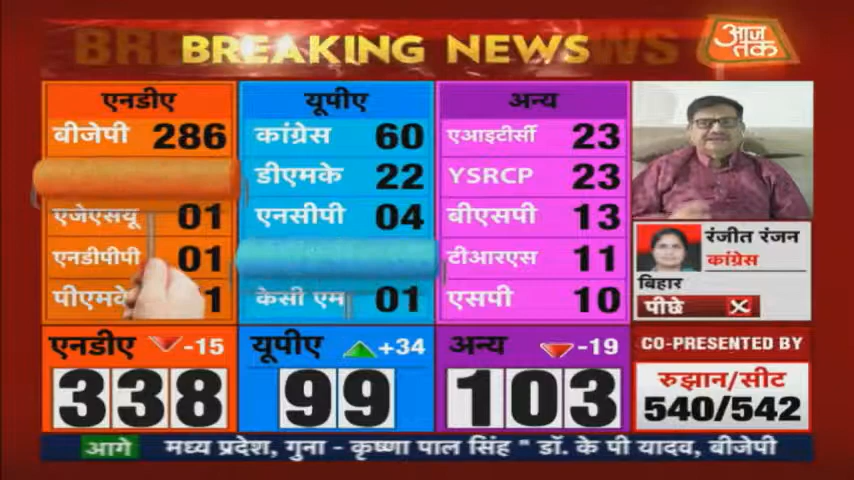 BREAKING NEWS
आज तक
एनडीए
बीजेपी 286
एजेएसयू 01
एनडीपीपी 01
यूपीए
कांग्रेस 60
डीएमके 22
एनसीपी 04
केसी एम 01
अन्य
एआइटीसी 23
YSRCP 23
बीएसपी 13
टीआरएस 11
एसपी 10
रंजीत रंजन
कांग्रेस
बिहार
पीछे
एनडीए -15
338
यूपीए +34
99
अन्य -19
103
CO-PRESENTED BY
रुझान/सीट
540/542
आगे मध्य प्रदेश, गुना - कृष्णा पाल सिंह " डॉ. के पी यादव, बीजेपी